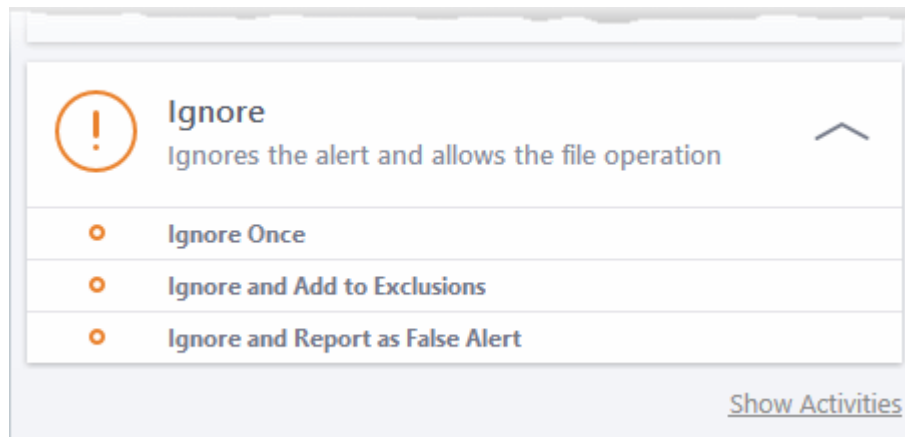 Ignore
Ignores the alert and allows the file operation
Ignore Once
Ignore and Add to Exclusions
Ignore and Report as False Alert
Show Activities